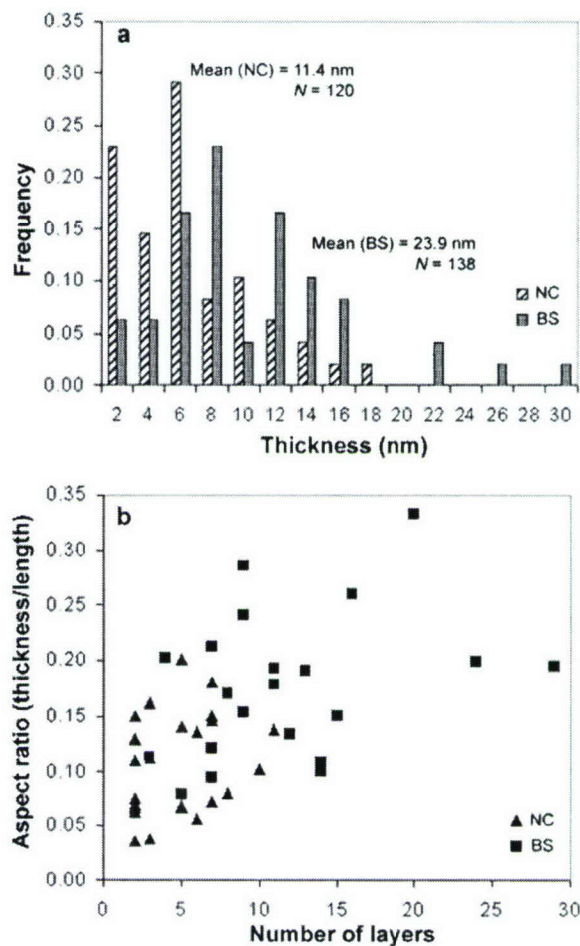 a
Mean (NC) = 11.4 nm
N = 120
Mean (BS) = 23.9 nm
N = 138
NC
BS
0.35
0.30
0.25
0.20
0.15
0.10
0.05
0.00
Frequency
2 4 6 8 10 12 14 16 18 20 22 26 30
Thickness (nm)
b
0.35
0.30
0.25
0.20
0.15
0.10
0.05
0.00
Aspect ratio (thickness/length)
NC
BS
0 5 10 15 20 25 30
Number of layers